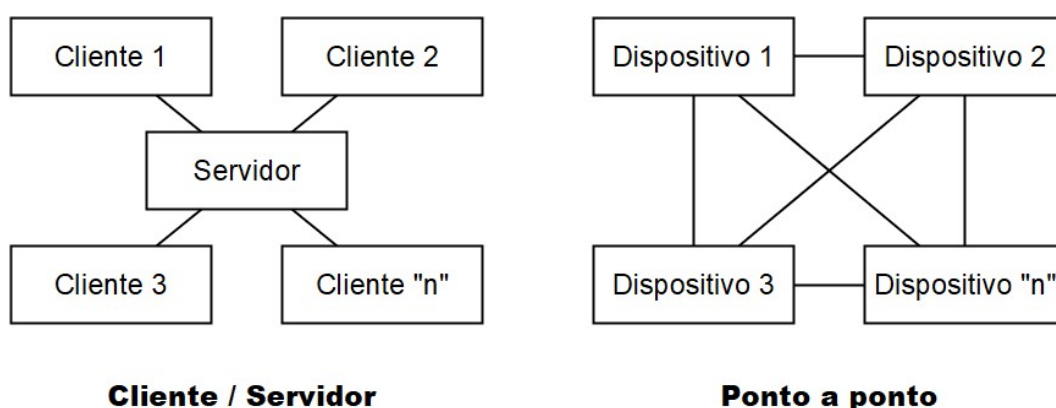 Cliente 1
Cliente 2
Servidor
Cliente 3
Cliente "n"
Cliente / Servidor
Dispositivo 1
Dispositivo 2
Dispositivo 3
Dispositivo "n"
Ponto a ponto